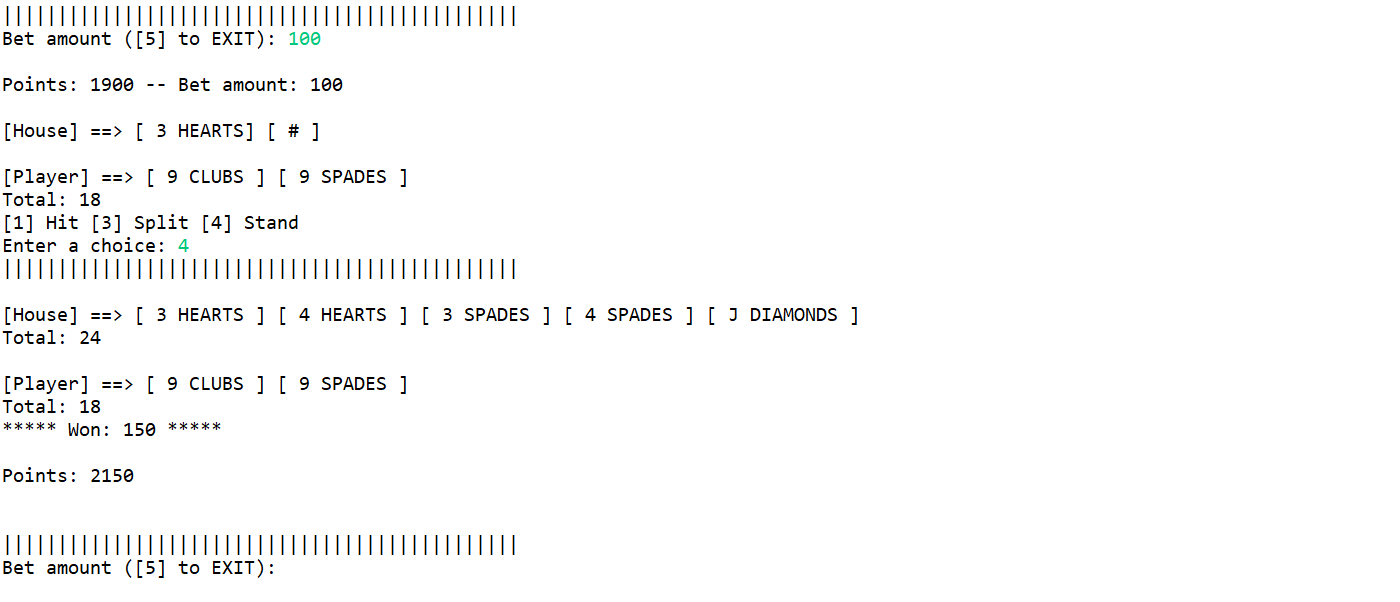 |||||||||||||||||||||||||||||||||||||||||||||||
Bet amount ([5] to EXIT): 100
Points: 1900 -- Bet amount: 100
[House] ==> [ 3 HEARTS] [ # ]
[Player] ==> [ 9 CLUBS ] [ 9 SPADES ]
Total: 18
[1] Hit [3] Split [4] Stand
Enter a choice: 4
|||||||||||||||||||||||||||||||||||||||||||||||
[House] ==> [ 3 HEARTS ] [ 4 HEARTS ] [ 3 SPADES ] [ 4 SPADES ] [ J DIAMONDS ]
Total: 24
[Player] ==> [ 9 CLUBS ] [ 9 SPADES ]
Total: 18
***** Won: 150 *****
Points: 2150
|||||||||||||||||||||||||||||||||||||||||||||||
Bet amount ([5] to EXIT):